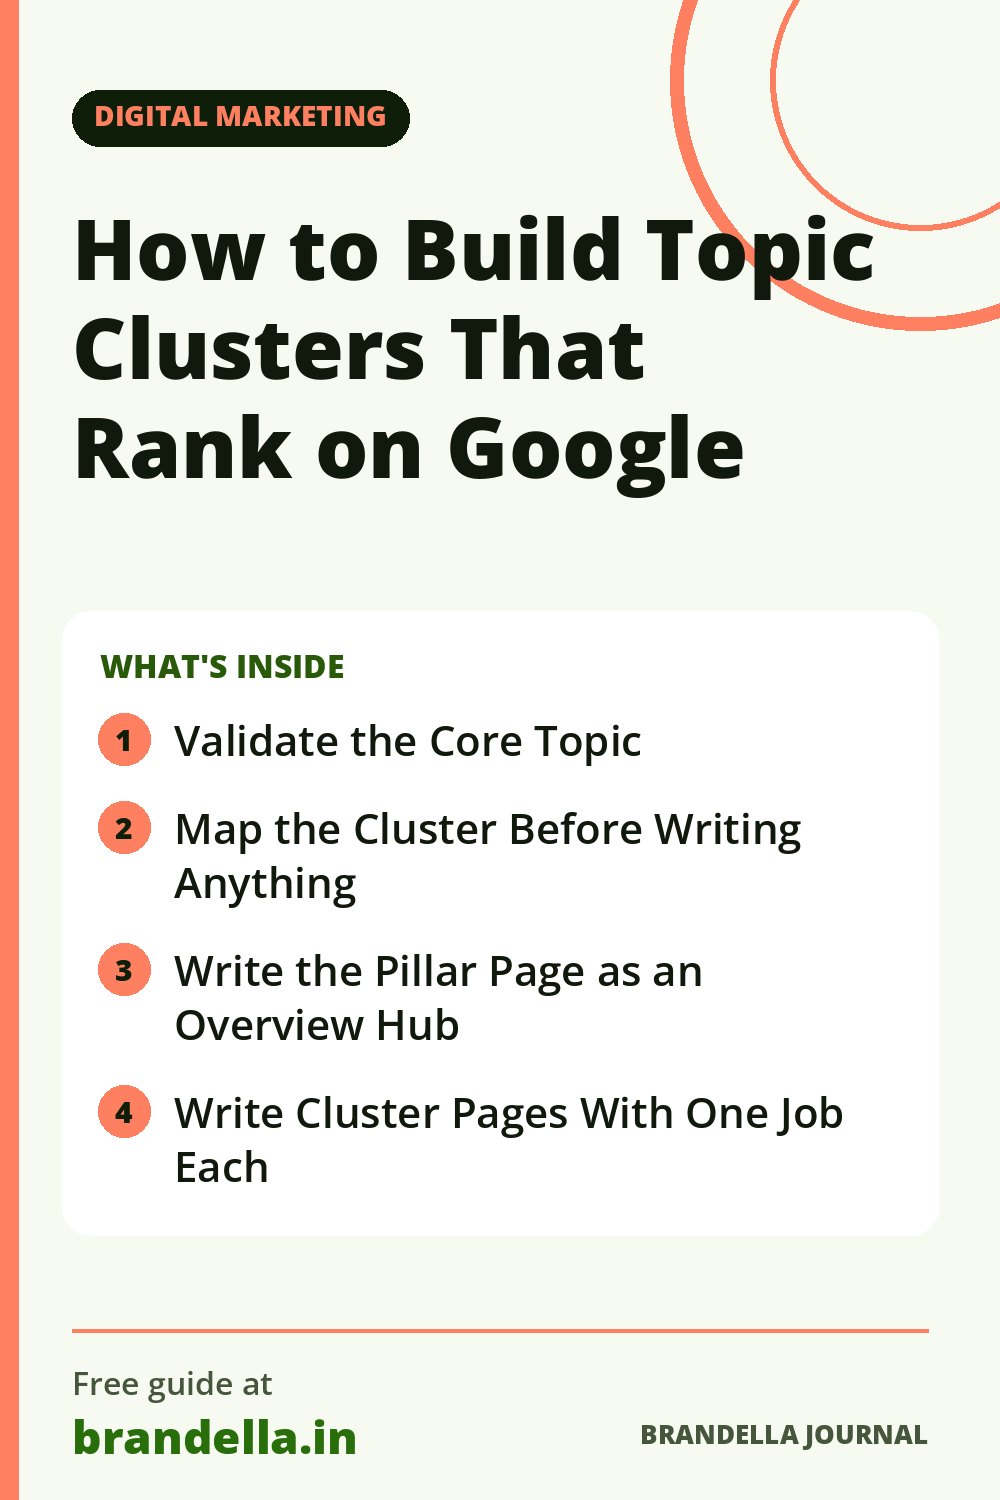 DIGITAL MARKETING
How to Build Topic
Clusters That
Rank on Google
WHAT'S INSIDE
1 Validate the Core Topic
2 Map the Cluster Before Writing
Anything
3 Write the Pillar Page as an
Overview Hub
4 Write Cluster Pages With One Job
Each
Free guide at
brandella.in
BRANDELLA JOURNAL